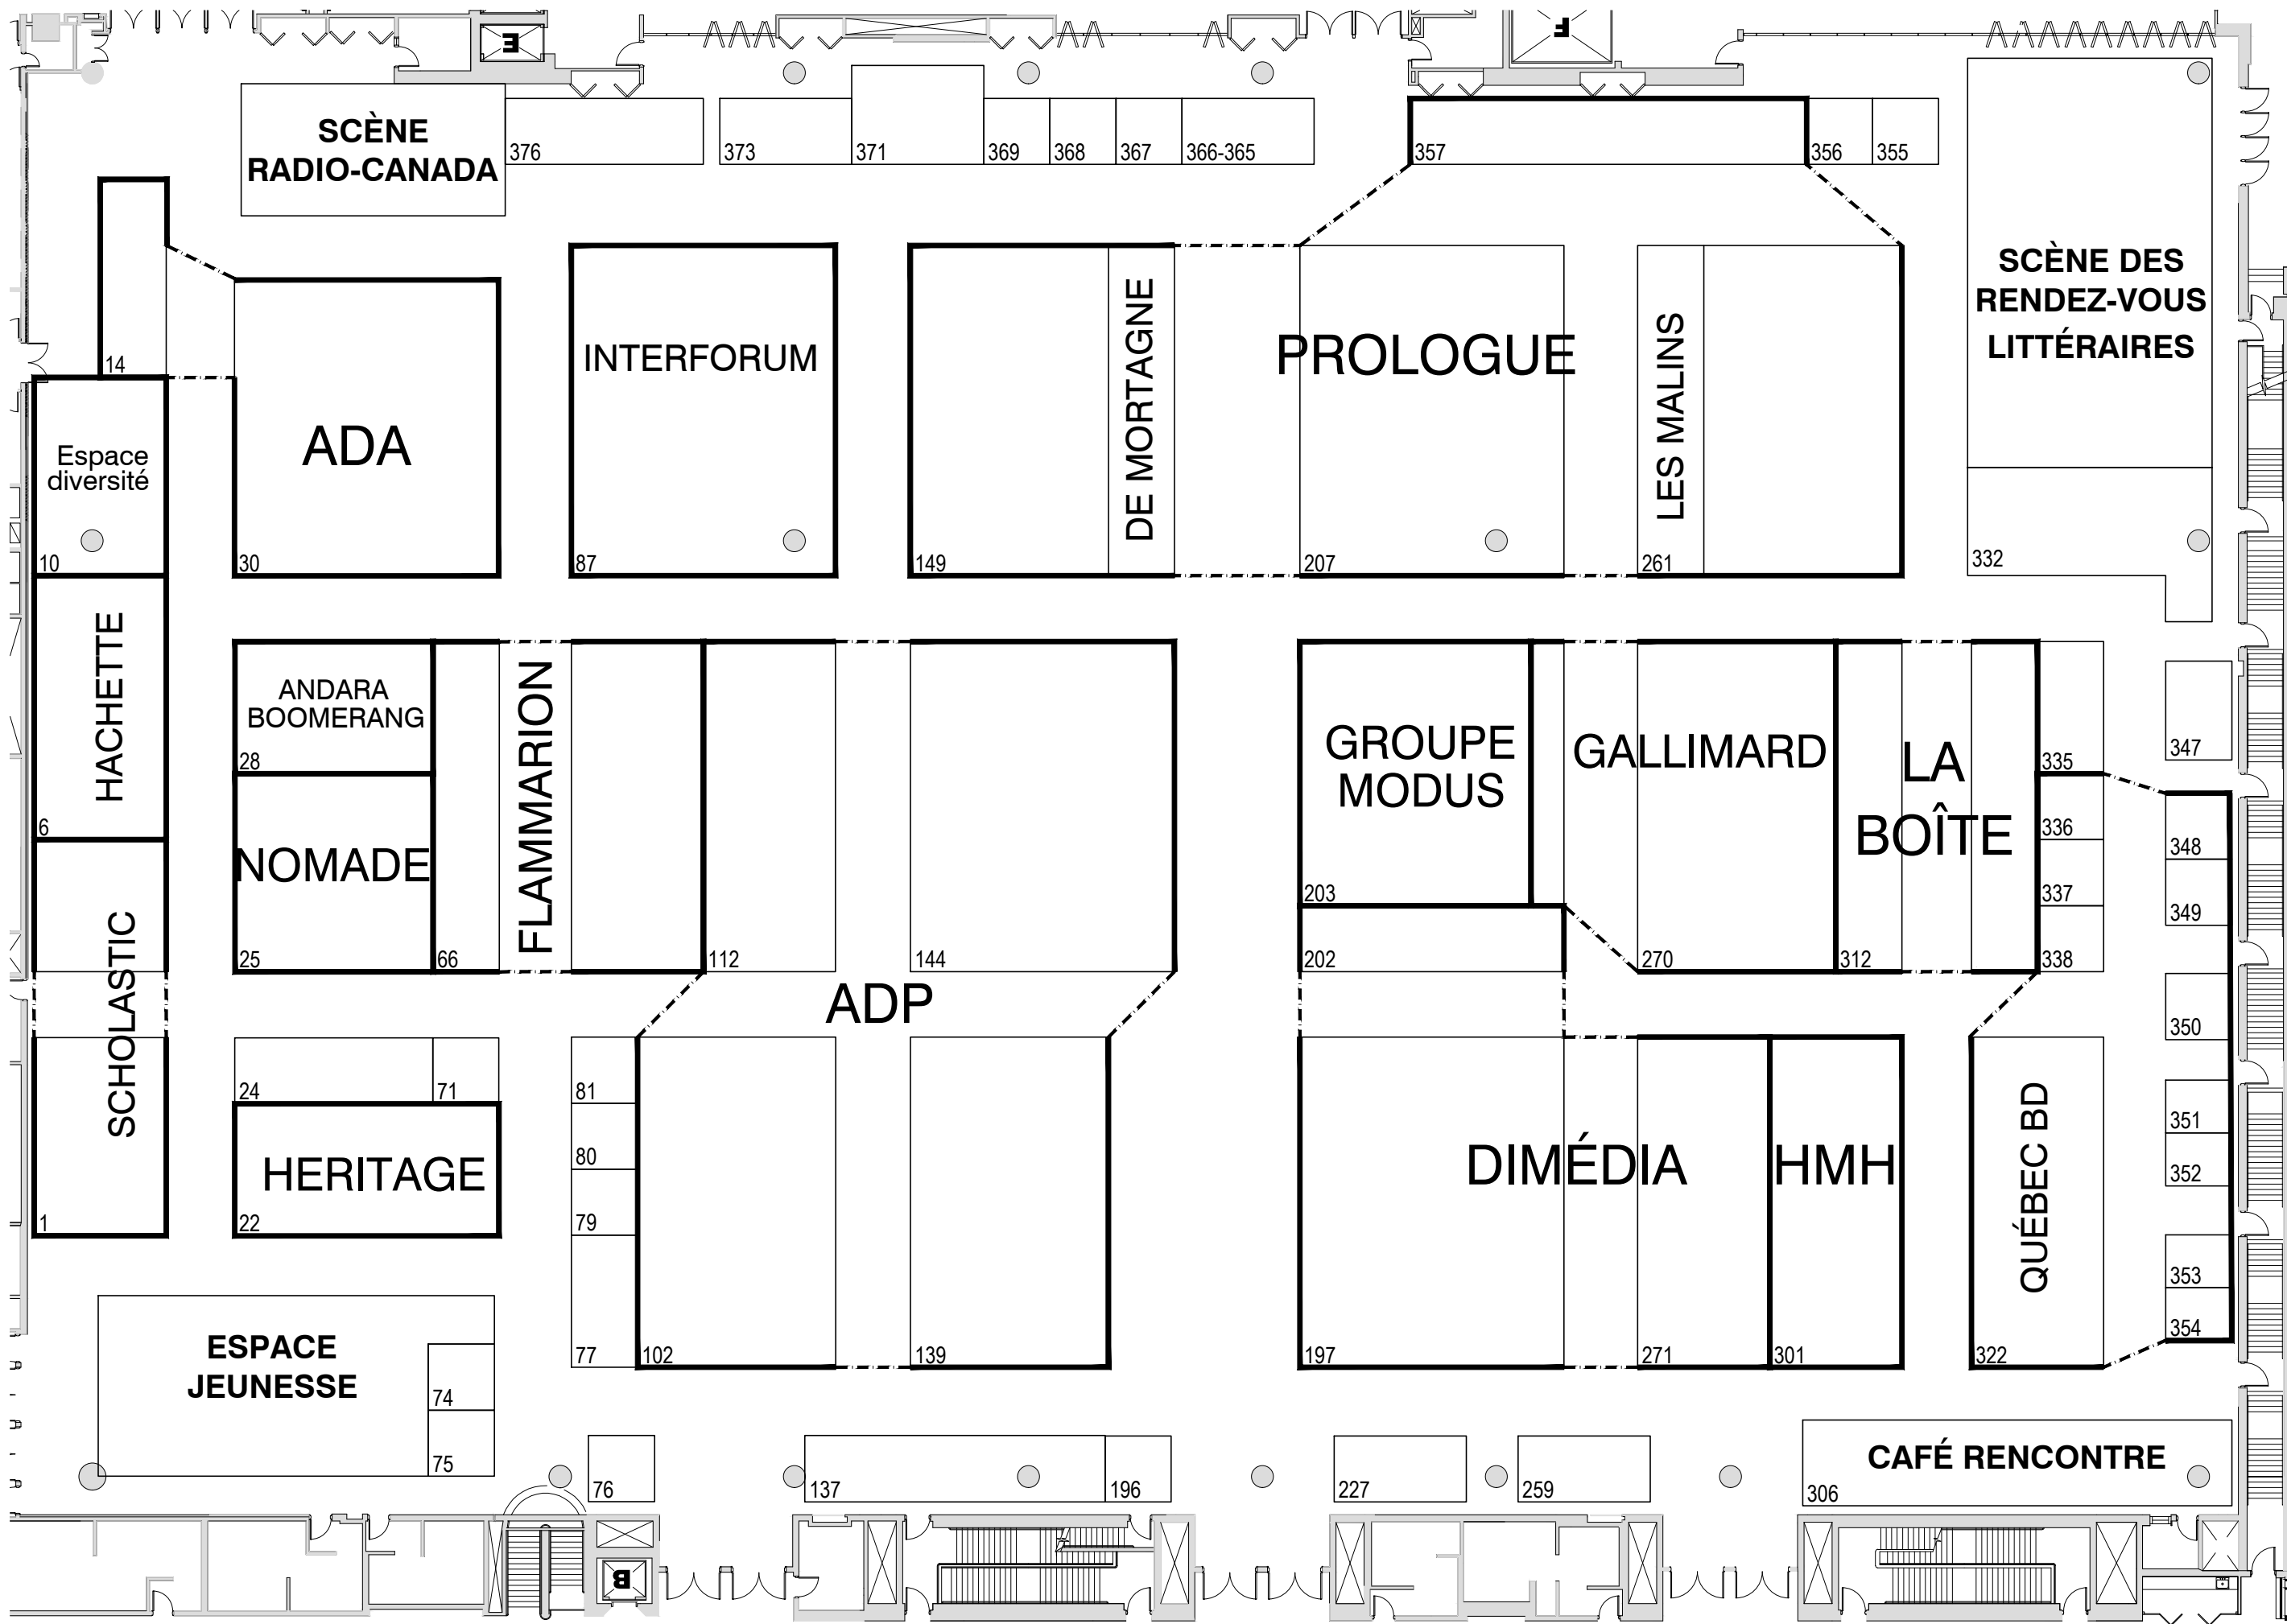 E
F
SCÈNE
RADIO-CANADA
376
373
371
369
368
367
366-365
357
356
355
SCÈNE DES
RENDEZ-VOUS
LITTÉRAIRES
332
14
Espace
diversité
10
ADA
30
INTERFORUM
87
149
DE MORTAGNE
PROLOGUE
207
LES MALINS
261
HACHETTE
6
ANDARA
BOOMERANG
28
NOMADE
25
66
FLAMMARION
112
144
ADP
GROUPE
MODUS
203
202
GALLIMARD
270
LA
BOÎTE
312
335
336
337
338
347
348
349
350
351
352
353
354
SCHOLASTIC
1
24
71
HERITAGE
22
81
80
79
77
102
139
DIMÉDIA
197
271
HMH
301
QUÉBEC BD
322
ESPACE
JEUNESSE
74
75
76
137
196
227
259
CAFÉ RENCONTRE
306
B